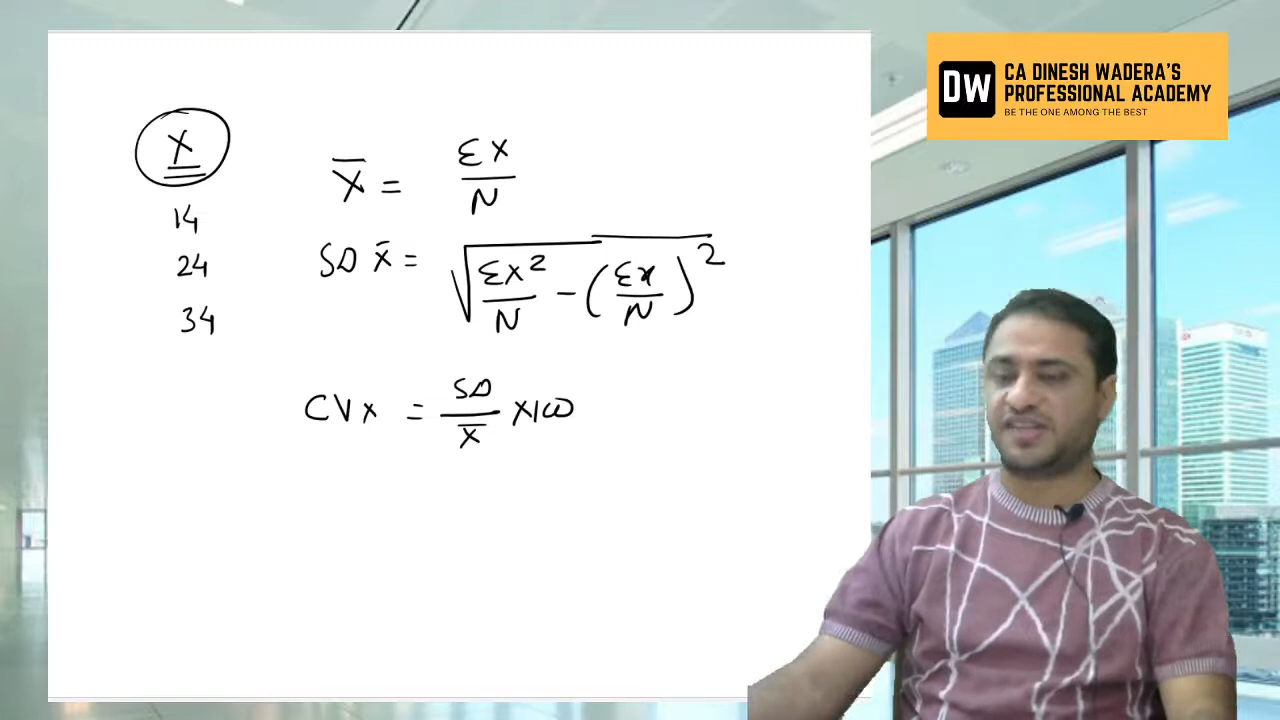 DW
CA DINESH WADERA'S
PROFESSIONAL ACADEMY
BE THE ONE AMONG THE BEST
X
14
24
34
X̅ = ΣX/N
SD x̅ = √(ΣX²/N − (Σx/N)²)
CVx = SD/X̅ ×100